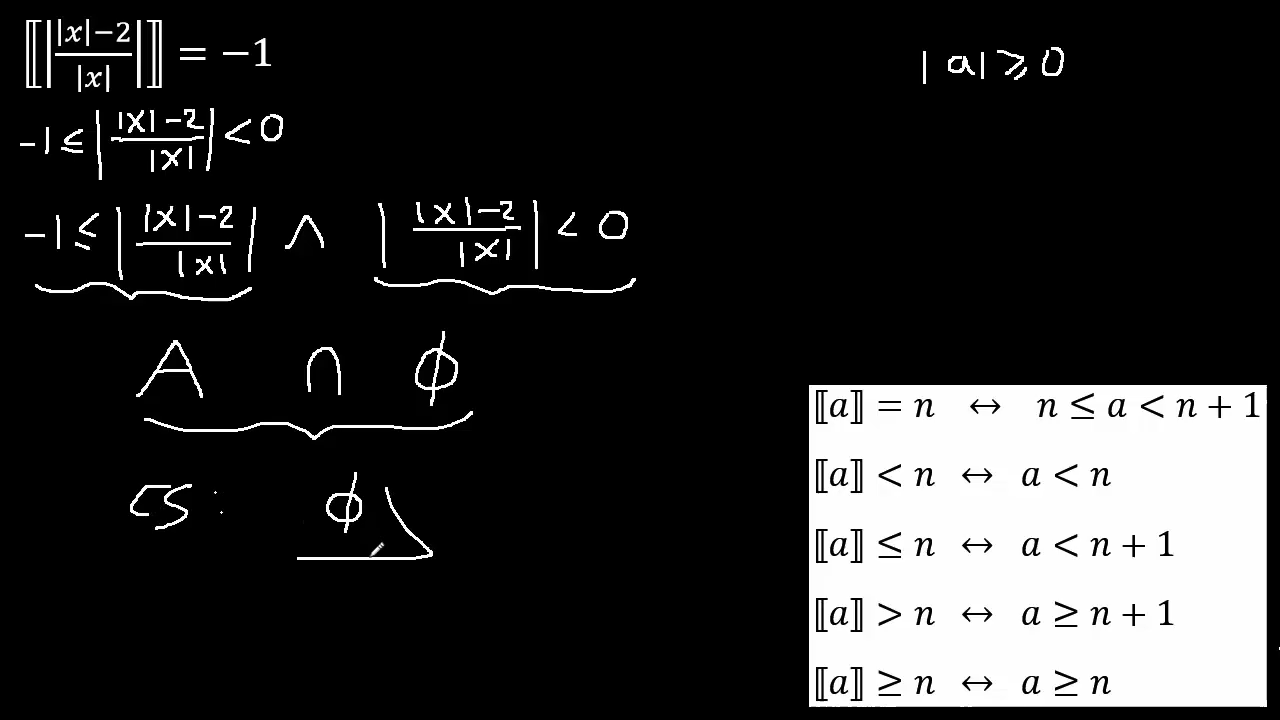 ⟦||x|−2 / |x||⟧ = −1
|a| ⩾ 0
-1 ≤ ||x|-2 / |x|| < 0
-1 ≤ ||x|-2 / |x|| ∧ ||x|-2 / |x|| < 0
A ∩ ϕ
CS: ϕ
⟦a⟧ = n ↔ n ≤ a < n + 1
⟦a⟧ < n ↔ a < n
⟦a⟧ ≤ n ↔ a < n + 1
⟦a⟧ > n ↔ a ≥ n + 1
⟦a⟧ ≥ n ↔ a ≥ n